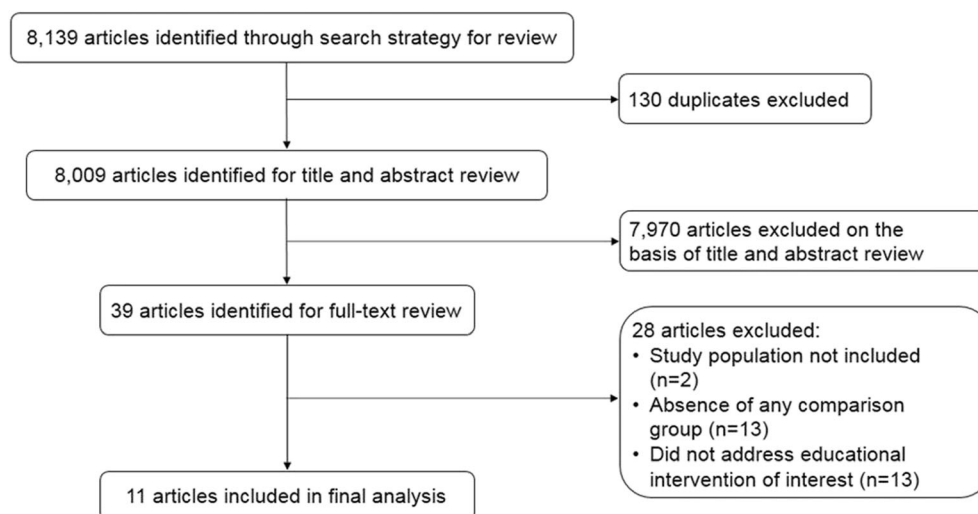 8,139 articles identified through search strategy for review
130 duplicates excluded
8,009 articles identified for title and abstract review
7,970 articles excluded on the
basis of title and abstract review
39 articles identified for full-text review
28 articles excluded:
• Study population not included
(n=2)
• Absence of any comparison
group (n=13)
• Did not address educational
intervention of interest (n=13)
11 articles included in final analysis